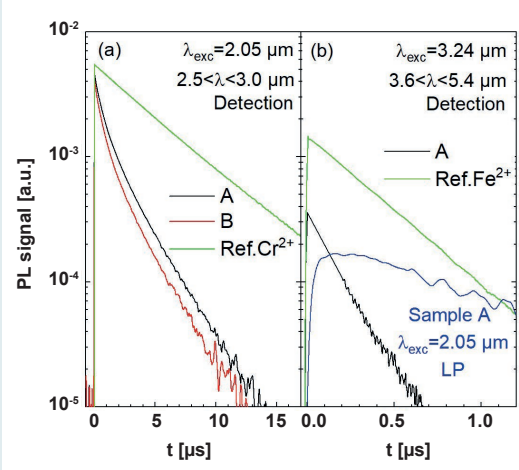 10⁻²
10⁻³
10⁻⁴
10⁻⁵
PL signal [a.u.]
(a)
λexc=2.05 µm
2.5<λ<3.0 µm
Detection
A
B
Ref.Cr²⁺
0 5 10 15
t [µs]
(b)
λexc=3.24 µm
3.6<λ<5.4 µm
Detection
A
Ref.Fe²⁺
Sample A
λexc=2.05 µm
LP
0.0 0.5 1.0
t [µs]